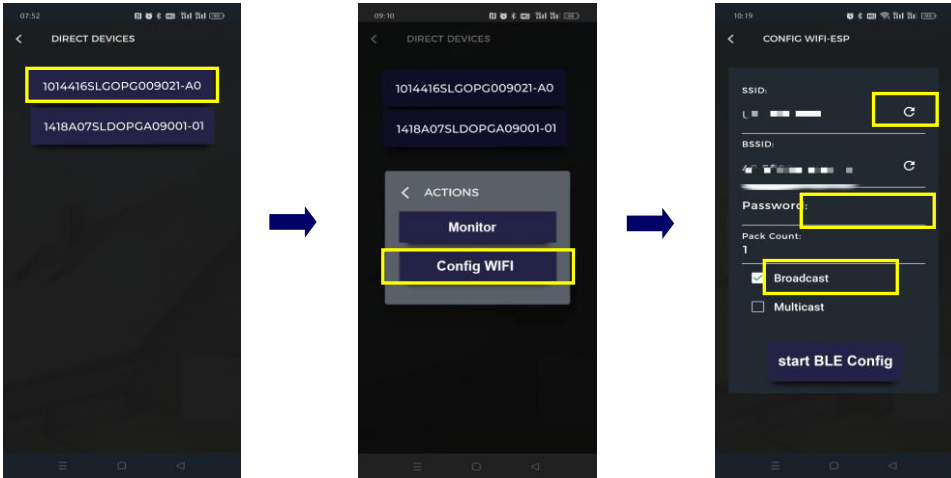 07:52
DIRECT DEVICES
1014416SLGOPG009021-A0
1418A07SLDOPGA09001-01
09:10
DIRECT DEVICES
1014416SLGOPG009021-A0
1418A07SLDOPGA09001-01
ACTIONS
Monitor
Config WIFI
10:19
CONFIG WIFI-ESP
SSID:
BSSID:
Password:
Pack Count:
1
Broadcast
Multicast
start BLE Config